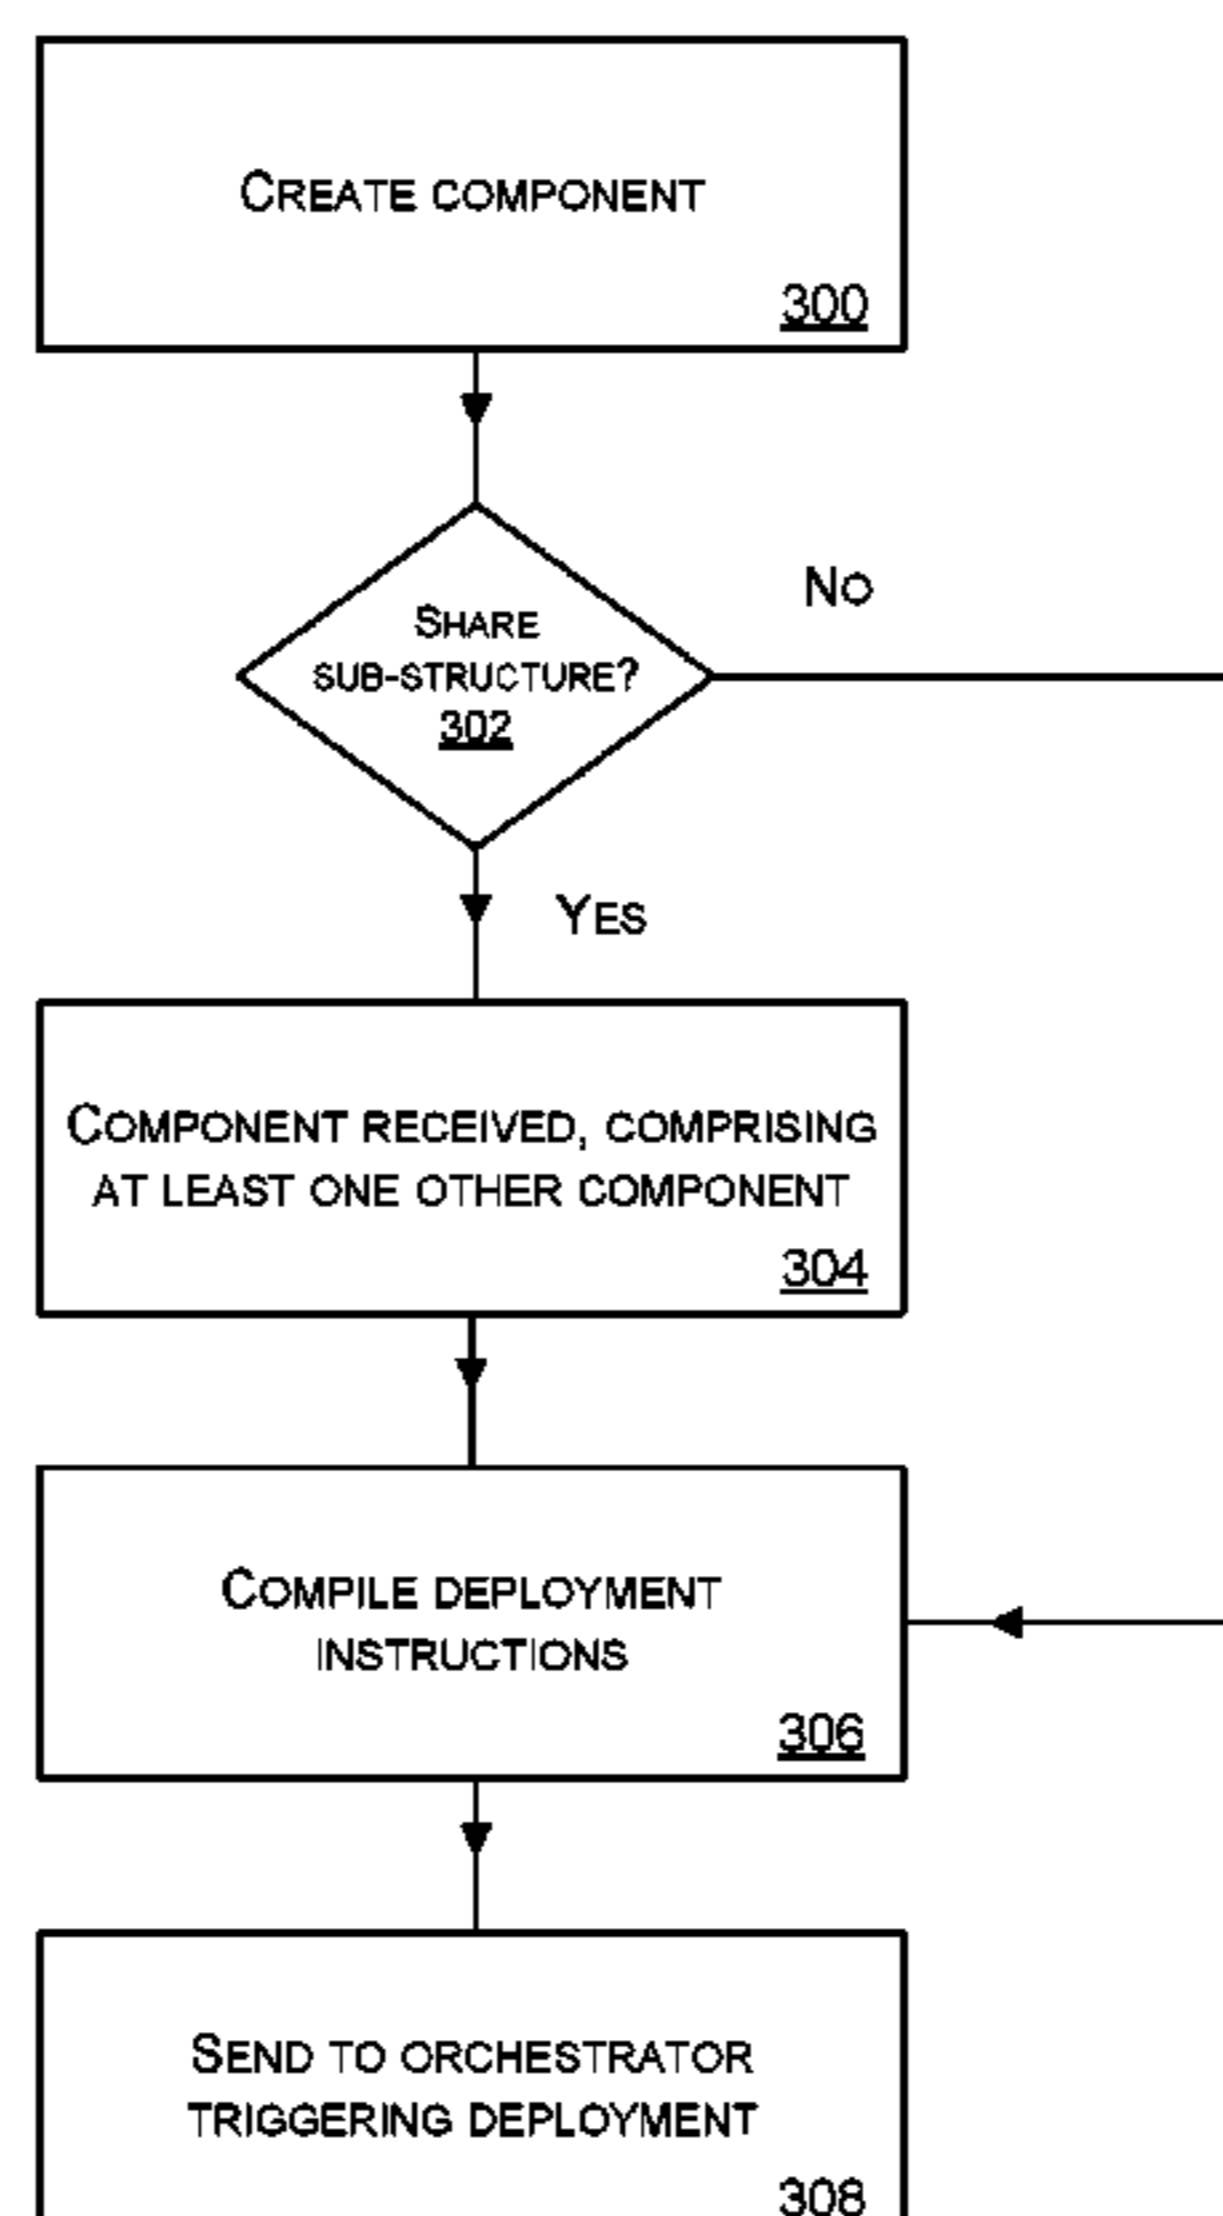 CREATE COMPONENT
300
SHARE
SUB-STRUCTURE?
302
NO
YES
COMPONENT RECEIVED, COMPRISING
AT LEAST ONE OTHER COMPONENT
304
COMPILE DEPLOYMENT
INSTRUCTIONS
306
SEND TO ORCHESTRATOR
TRIGGERING DEPLOYMENT
308